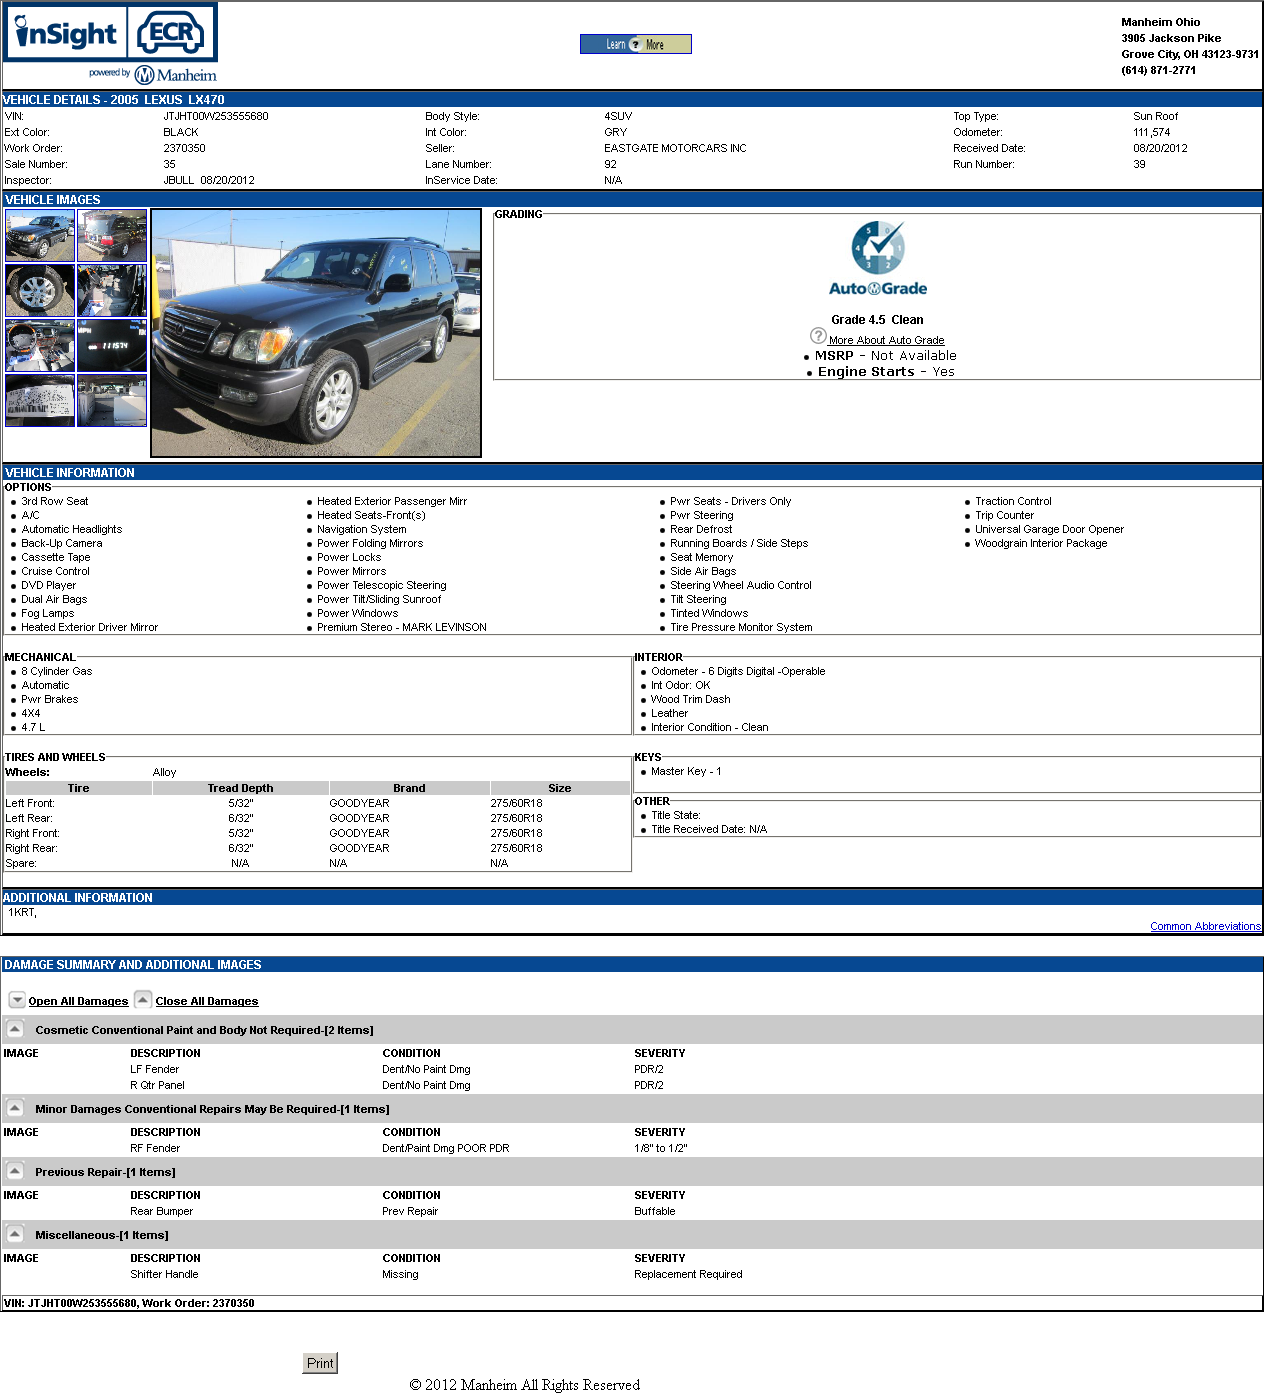 inSight ECR
powered by Manheim
Learn ? More
Manheim Ohio
3905 Jackson Pike
Grove City, OH 43123-9731
(614) 871-2771
VEHICLE DETAILS - 2005 LEXUS LX470
VIN: JTJHT00W253555680 Body Style: 4SUV Top Type: Sun Roof
Ext Color: BLACK Int Color: GRY Odometer: 111,574
Work Order: 2370350 Seller: EASTGATE MOTORCARS INC Received Date: 08/20/2012
Sale Number: 35 Lane Number: 92 Run Number: 39
Inspector: JBULL 08/20/2012 InService Date: N/A
VEHICLE IMAGES
111574
GRADING
5 4 3 2
Auto Grade
Grade 4.5 Clean
? More About Auto Grade
MSRP - Not Available
Engine Starts - Yes
VEHICLE INFORMATION
OPTIONS
3rd Row Seat Heated Exterior Passenger Mirr Pwr Seats - Drivers Only Traction Control
A/C Heated Seats-Front(s) Pwr Steering Trip Counter
Automatic Headlights Navigation System Rear Defrost Universal Garage Door Opener
Back-Up Camera Power Folding Mirrors Running Boards / Side Steps Woodgrain Interior Package
Cassette Tape Power Locks Seat Memory
Cruise Control Power Mirrors Side Air Bags
DVD Player Power Telescopic Steering Steering Wheel Audio Control
Dual Air Bags Power Tilt/Sliding Sunroof Tilt Steering
Fog Lamps Power Windows Tinted Windows
Heated Exterior Driver Mirror Premium Stereo - MARK LEVINSON Tire Pressure Monitor System
MECHANICAL
8 Cylinder Gas
Automatic
Pwr Brakes
4X4
4.7 L
INTERIOR
Odometer - 6 Digits Digital -Operable
Int Odor: OK
Wood Trim Dash
Leather
Interior Condition - Clean
TIRES AND WHEELS
Wheels: Alloy
Tire Tread Depth Brand Size
Left Front: 5/32" GOODYEAR 275/60R18
Left Rear: 6/32" GOODYEAR 275/60R18
Right Front: 5/32" GOODYEAR 275/60R18
Right Rear: 6/32" GOODYEAR 275/60R18
Spare: N/A N/A N/A
KEYS
Master Key - 1
OTHER
Title State:
Title Received Date: N/A
ADDITIONAL INFORMATION
1KRT,
Common Abbreviations
DAMAGE SUMMARY AND ADDITIONAL IMAGES
Open All Damages Close All Damages
Cosmetic Conventional Paint and Body Not Required-[2 Items]
IMAGE DESCRIPTION CONDITION SEVERITY
LF Fender Dent/No Paint Dmg PDR/2
R Qtr Panel Dent/No Paint Dmg PDR/2
Minor Damages Conventional Repairs May Be Required-[1 Items]
IMAGE DESCRIPTION CONDITION SEVERITY
RF Fender Dent/Paint Dmg POOR PDR 1/8" to 1/2"
Previous Repair-[1 Items]
IMAGE DESCRIPTION CONDITION SEVERITY
Rear Bumper Prev Repair Buffable
Miscellaneous-[1 Items]
IMAGE DESCRIPTION CONDITION SEVERITY
Shifter Handle Missing Replacement Required
VIN: JTJHT00W253555680, Work Order: 2370350
Print
© 2012 Manheim All Rights Reserved